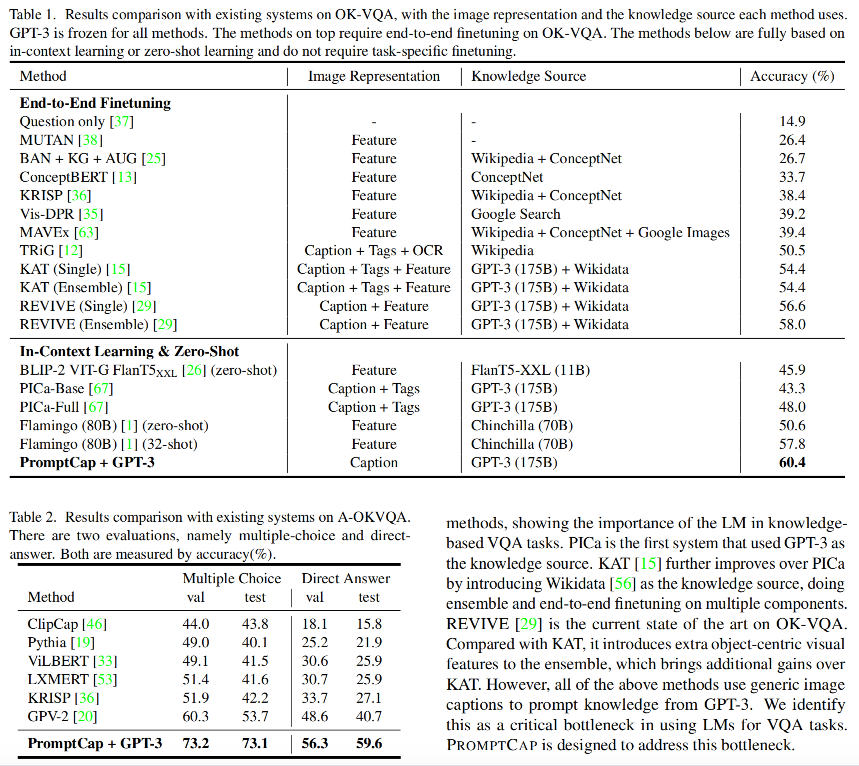 Table 1. Results comparison with existing systems on OK-VQA, with the image representation and the knowledge source each method uses.
GPT-3 is frozen for all methods. The methods on top require end-to-end finetuning on OK-VQA. The methods below are fully based on
in-context learning or zero-shot learning and do not require task-specific finetuning.
Method Image Representation Knowledge Source Accuracy (%)
End-to-End Finetuning
Question only [37] - - 14.9
MUTAN [38] Feature - 26.4
BAN + KG + AUG [25] Feature Wikipedia + ConceptNet 26.7
ConceptBERT [13] Feature ConceptNet 33.7
KRISP [36] Feature Wikipedia + ConceptNet 38.4
Vis-DPR [35] Feature Google Search 39.2
MAVEx [63] Feature Wikipedia + ConceptNet + Google Images 39.4
TRiG [12] Caption + Tags + OCR Wikipedia 50.5
KAT (Single) [15] Caption + Tags + Feature GPT-3 (175B) + Wikidata 54.4
KAT (Ensemble) [15] Caption + Tags + Feature GPT-3 (175B) + Wikidata 54.4
REVIVE (Single) [29] Caption + Feature GPT-3 (175B) + Wikidata 56.6
REVIVE (Ensemble) [29] Caption + Feature GPT-3 (175B) + Wikidata 58.0
In-Context Learning & Zero-Shot
BLIP-2 VIT-G FlanT5XXL [26] (zero-shot) Feature FlanT5-XXL (11B) 45.9
PICa-Base [67] Caption + Tags GPT-3 (175B) 43.3
PICa-Full [67] Caption + Tags GPT-3 (175B) 48.0
Flamingo (80B) [1] (zero-shot) Feature Chinchilla (70B) 50.6
Flamingo (80B) [1] (32-shot) Feature Chinchilla (70B) 57.8
PromptCap + GPT-3 Caption GPT-3 (175B) 60.4
Table 2. Results comparison with existing systems on A-OKVQA.
There are two evaluations, namely multiple-choice and direct-
answer. Both are measured by accuracy(%).
Multiple Choice Direct Answer
Method val test val test
ClipCap [46] 44.0 43.8 18.1 15.8
Pythia [19] 49.0 40.1 25.2 21.9
ViLBERT [33] 49.1 41.5 30.6 25.9
LXMERT [53] 51.4 41.6 30.7 25.9
KRISP [36] 51.9 42.2 33.7 27.1
GPV-2 [20] 60.3 53.7 48.6 40.7
PromptCap + GPT-3 73.2 73.1 56.3 59.6
methods, showing the importance of the LM in knowledge-
based VQA tasks. PICa is the first system that used GPT-3 as
the knowledge source. KAT [15] further improves over PICa
by introducing Wikidata [56] as the knowledge source, doing
ensemble and end-to-end finetuning on multiple components.
REVIVE [29] is the current state of the art on OK-VQA.
Compared with KAT, it introduces extra object-centric visual
features to the ensemble, which brings additional gains over
KAT. However, all of the above methods use generic image
captions to prompt knowledge from GPT-3. We identify
this as a critical bottleneck in using LMs for VQA tasks.
PROMPTCAP is designed to address this bottleneck.